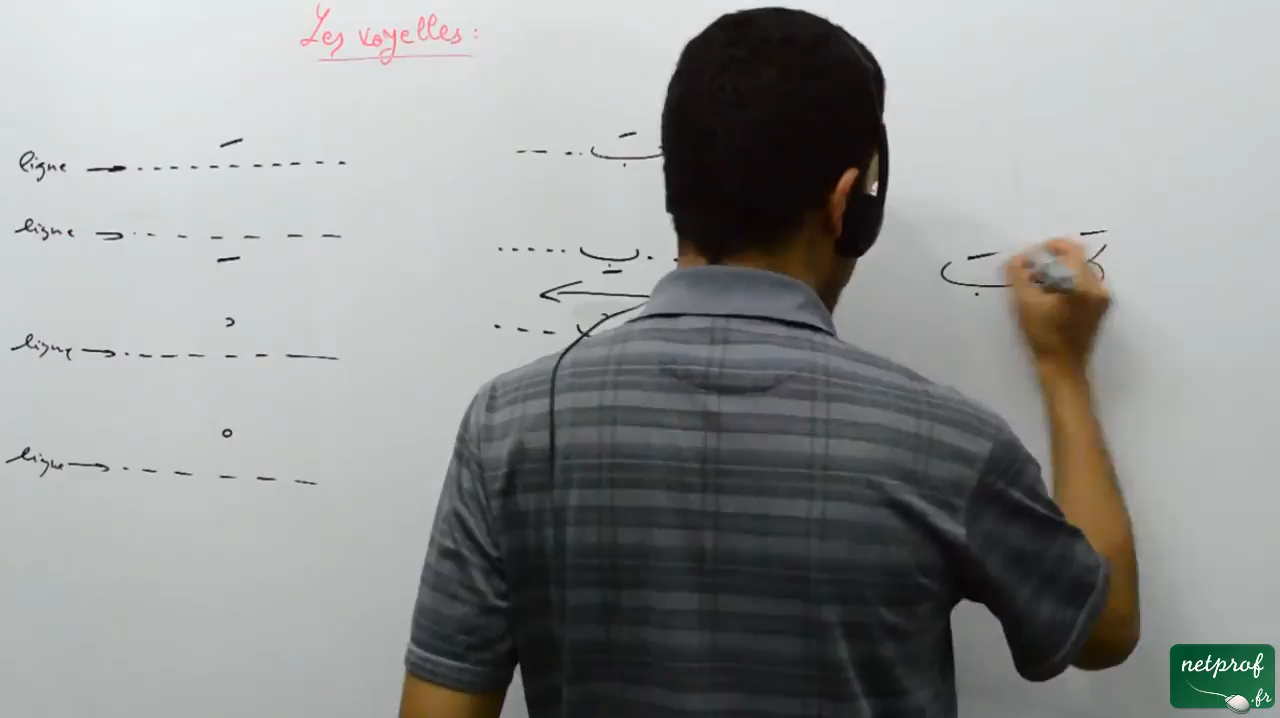 Les voyelles :
ligne → - - - - - - - - َ
ligne → - - - - - - ِ
ligne → - - - - - - ُ
ligne → - - - - - - ْ
بَ
بِ
netprof
.fr